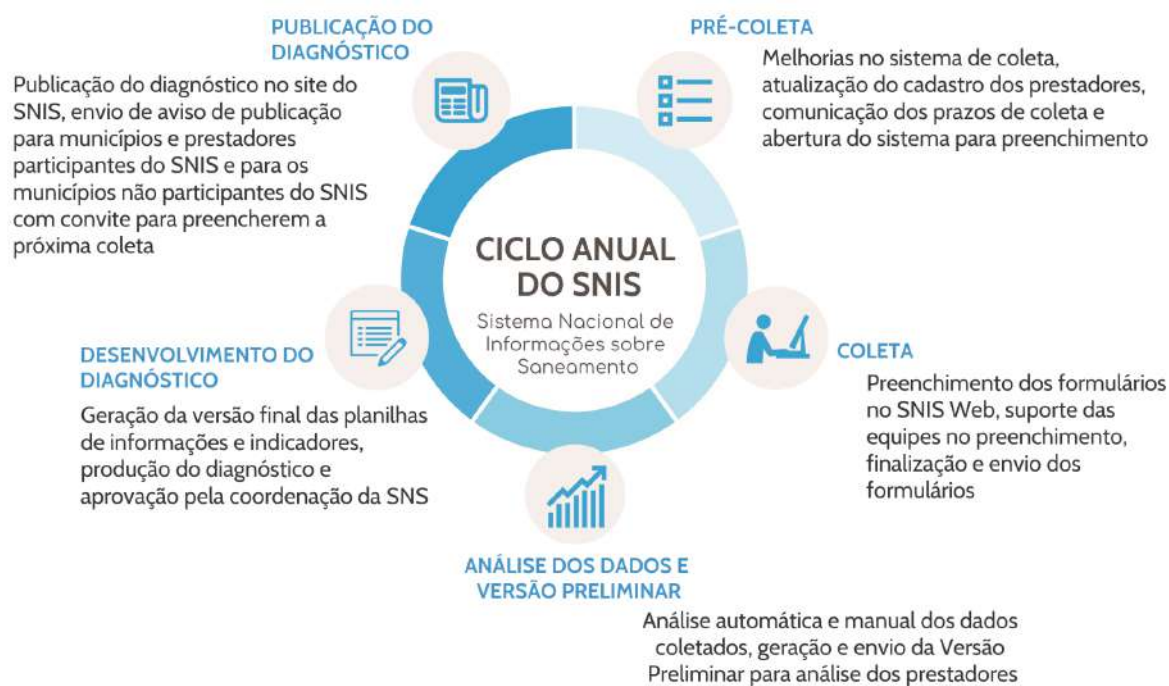 PUBLICAÇÃO DO
DIAGNÓSTICO
Publicação do diagnóstico no site do
SNIS, envio de aviso de publicação
para municípios e prestadores
participantes do SNIS e para os
municípios não participantes do SNIS
com convite para preencherem a
próxima coleta
PRÉ-COLETA
Melhorias no sistema de coleta,
atualização do cadastro dos prestadores,
comunicação dos prazos de coleta e
abertura do sistema para preenchimento
CICLO ANUAL
DO SNIS
Sistema Nacional de
Informações sobre
Saneamento
COLETA
Preenchimento dos formulários
no SNIS Web, suporte das
equipes no preenchimento,
finalização e envio dos
formulários
DESENVOLVIMENTO DO
DIAGNÓSTICO
Geração da versão final das planilhas
de informações e indicadores,
produção do diagnóstico e
aprovação pela coordenação da SNS
ANÁLISE DOS DADOS E
VERSÃO PRELIMINAR
Análise automática e manual dos dados
coletados, geração e envio da Versão
Preliminar para análise dos prestadores